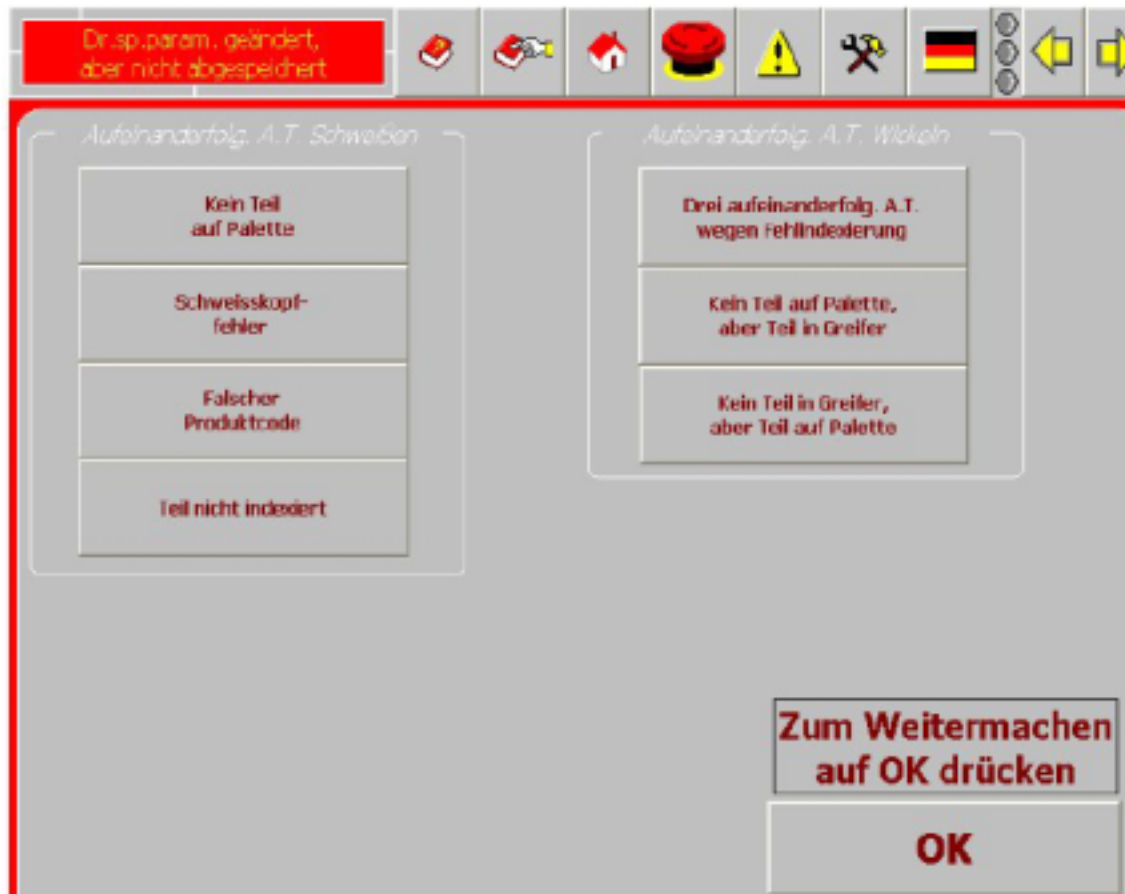 Dr.sp.param. geändert,
aber nicht abgespeichert
Aufeinanderfolg. A.T. Schweißen
Kein Teil
auf Palette
Schweisskopf-
fehler
Falscher
Produktcode
Teil nicht indexiert
Aufeinanderfolg. A.T. Wickeln
Drei aufeinanderfolg. A.T.
wegen Fehlindexierung
Kein Teil auf Palette,
aber Teil in Greifer
Kein Teil in Greifer,
aber Teil auf Palette
Zum Weitermachen
auf OK drücken
OK